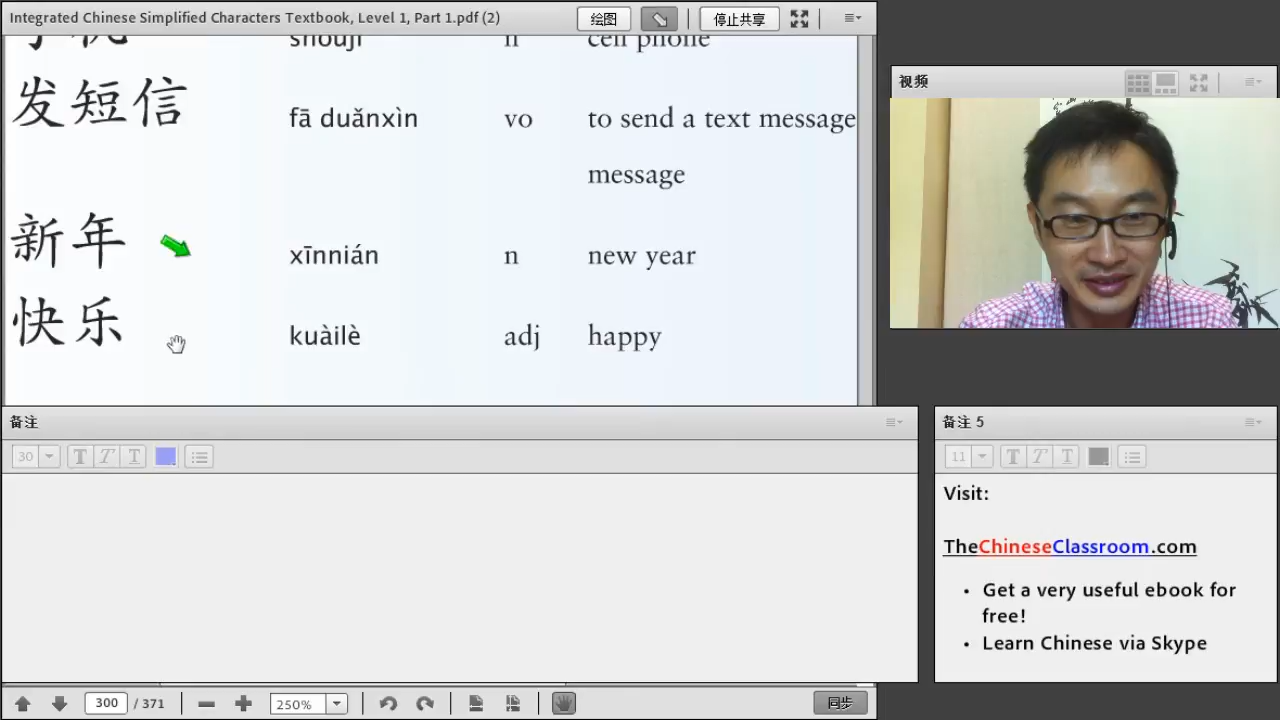 Integrated Chinese Simplified Characters Textbook, Level 1, Part 1.pdf (2)
绘图
停止共享
手机 shǒujī n cell phone
发短信 fā duǎnxìn vo to send a text message
message
新年 xīnnián n new year
快乐 kuàilè adj happy
视频
备注
30 T T T
备注 5
11 T T T
Visit:
TheChineseClassroom.com
• Get a very useful ebook for
free!
• Learn Chinese via Skype
300 / 371
250%
同步